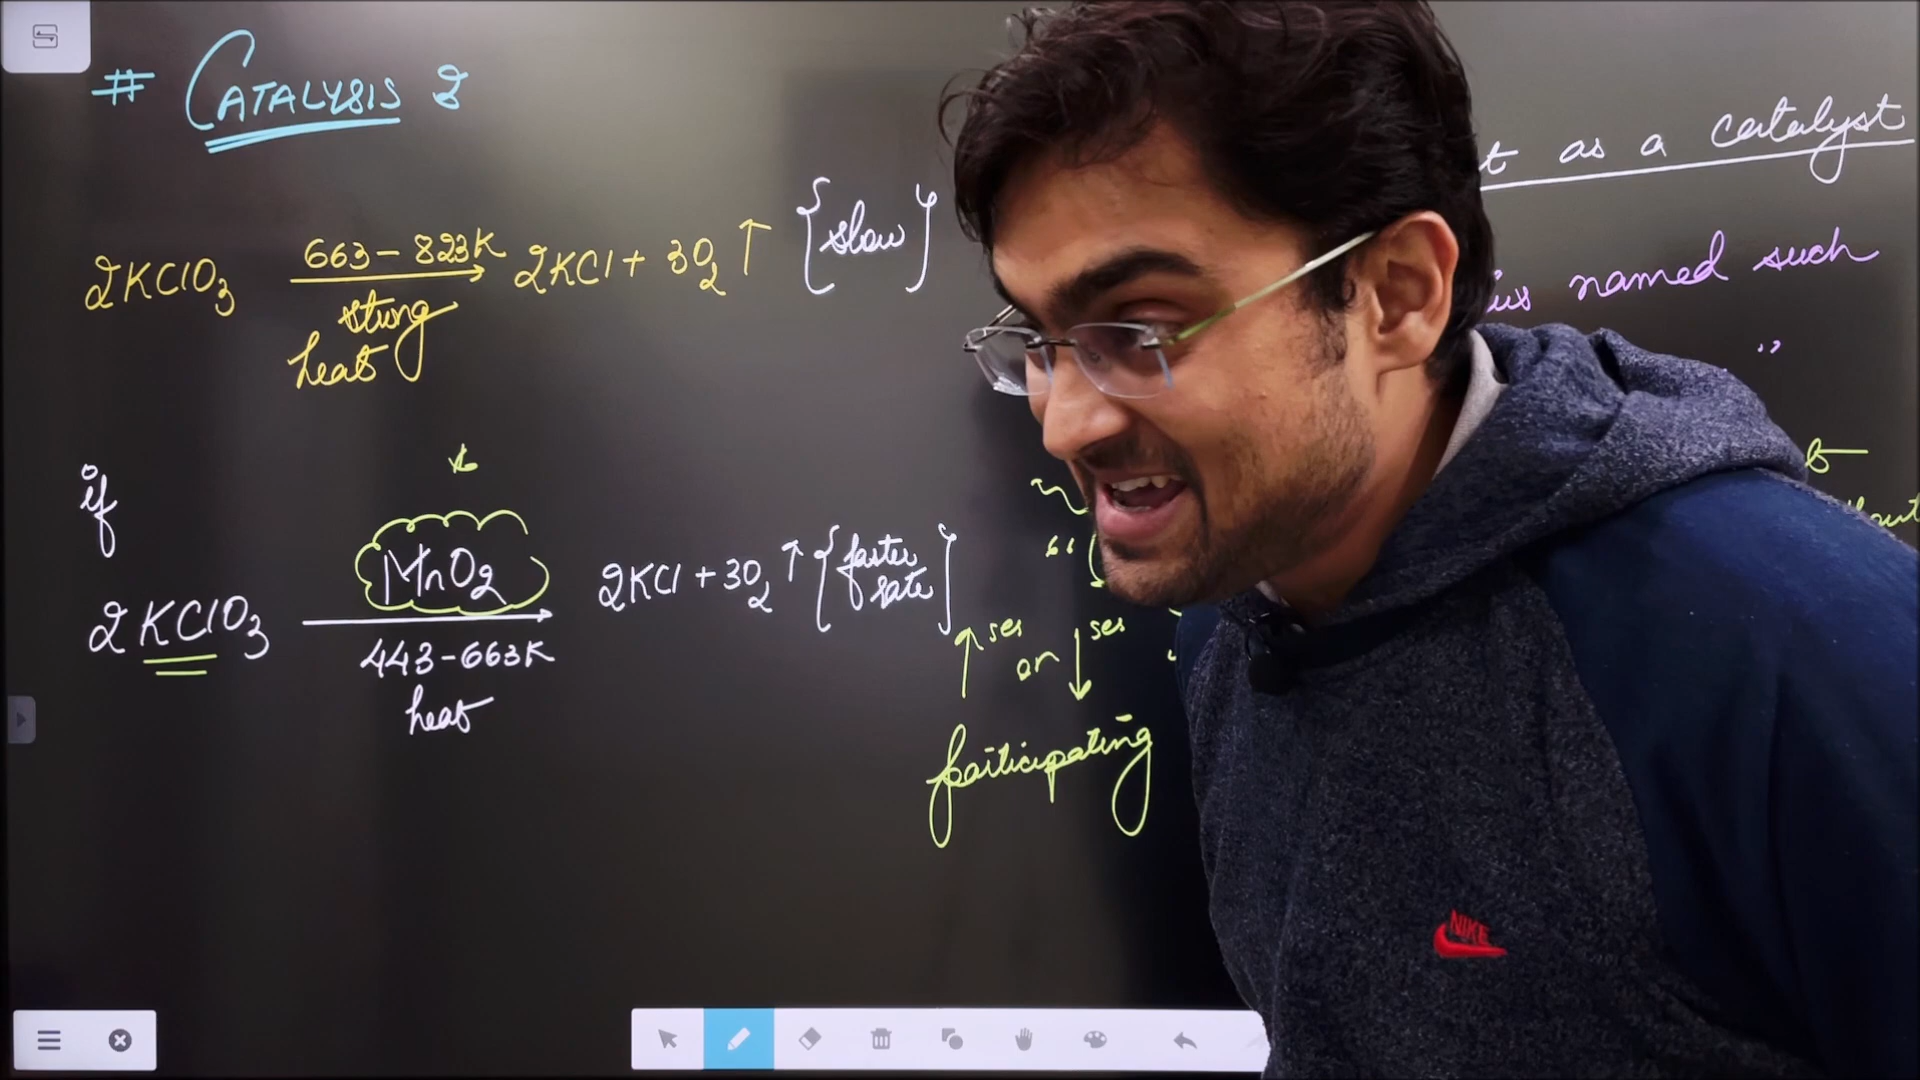 # CATALYSIS
2KClO3 663-823K 2KCl + 3O2 ↑ {slow}
strong
heat
t as a catalyst
named such
"
if
MnO2
2KClO3 2KCl + 3O2 ↑ {faster rate}
443-663K
heat
↑ses or ↓ses
participating
NIKE